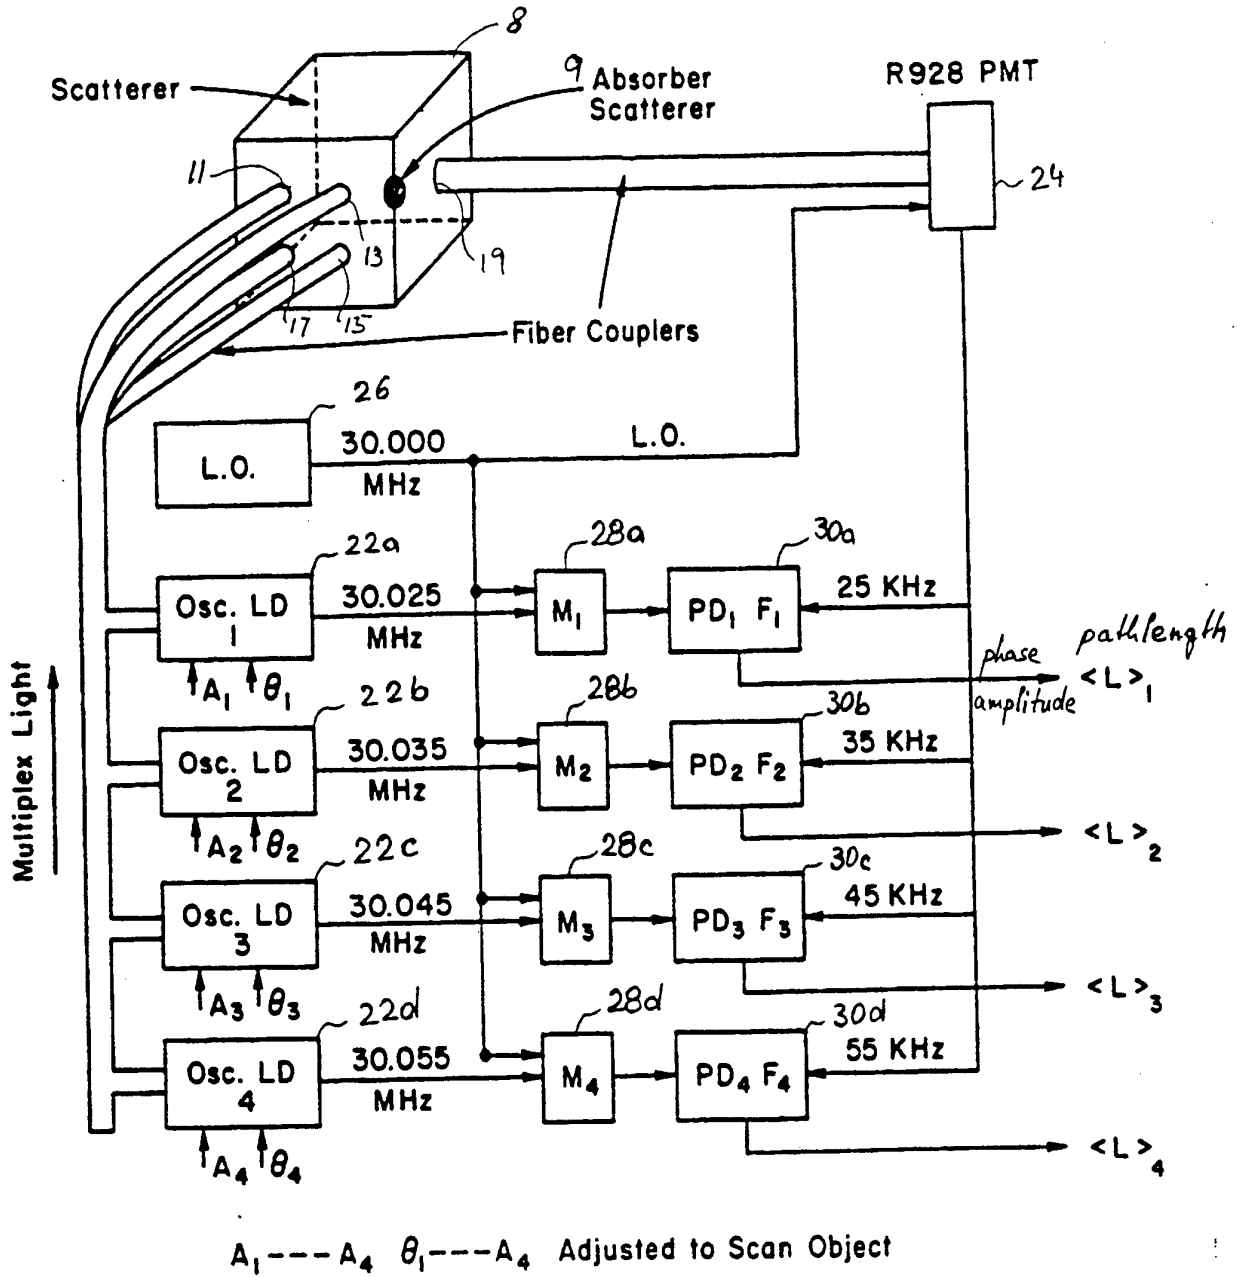 8
Scatterer
9 Absorber
Scatterer
R928 PMT
11
24
13
19
17
15
Fiber Couplers
26
L.O.
30.000
MHz
L.O.
22a
28a
30a
Osc. LD
1
30.025
MHz
M₁
PD₁ F₁
25 KHz
A₁ θ₁
phase
amplitude
pathlength
<L>₁
22b
28b
30b
Osc. LD
2
30.035
MHz
M₂
PD₂ F₂
35 KHz
A₂ θ₂
<L>₂
22c
28c
30c
Osc. LD
3
30.045
MHz
M₃
PD₃ F₃
45 KHz
A₃ θ₃
<L>₃
22d
28d
30d
Osc. LD
4
30.055
MHz
M₄
PD₄ F₄
55 KHz
A₄ θ₄
<L>₄
Multiplex Light
A₁---A₄ θ₁---A₄ Adjusted to Scan Object